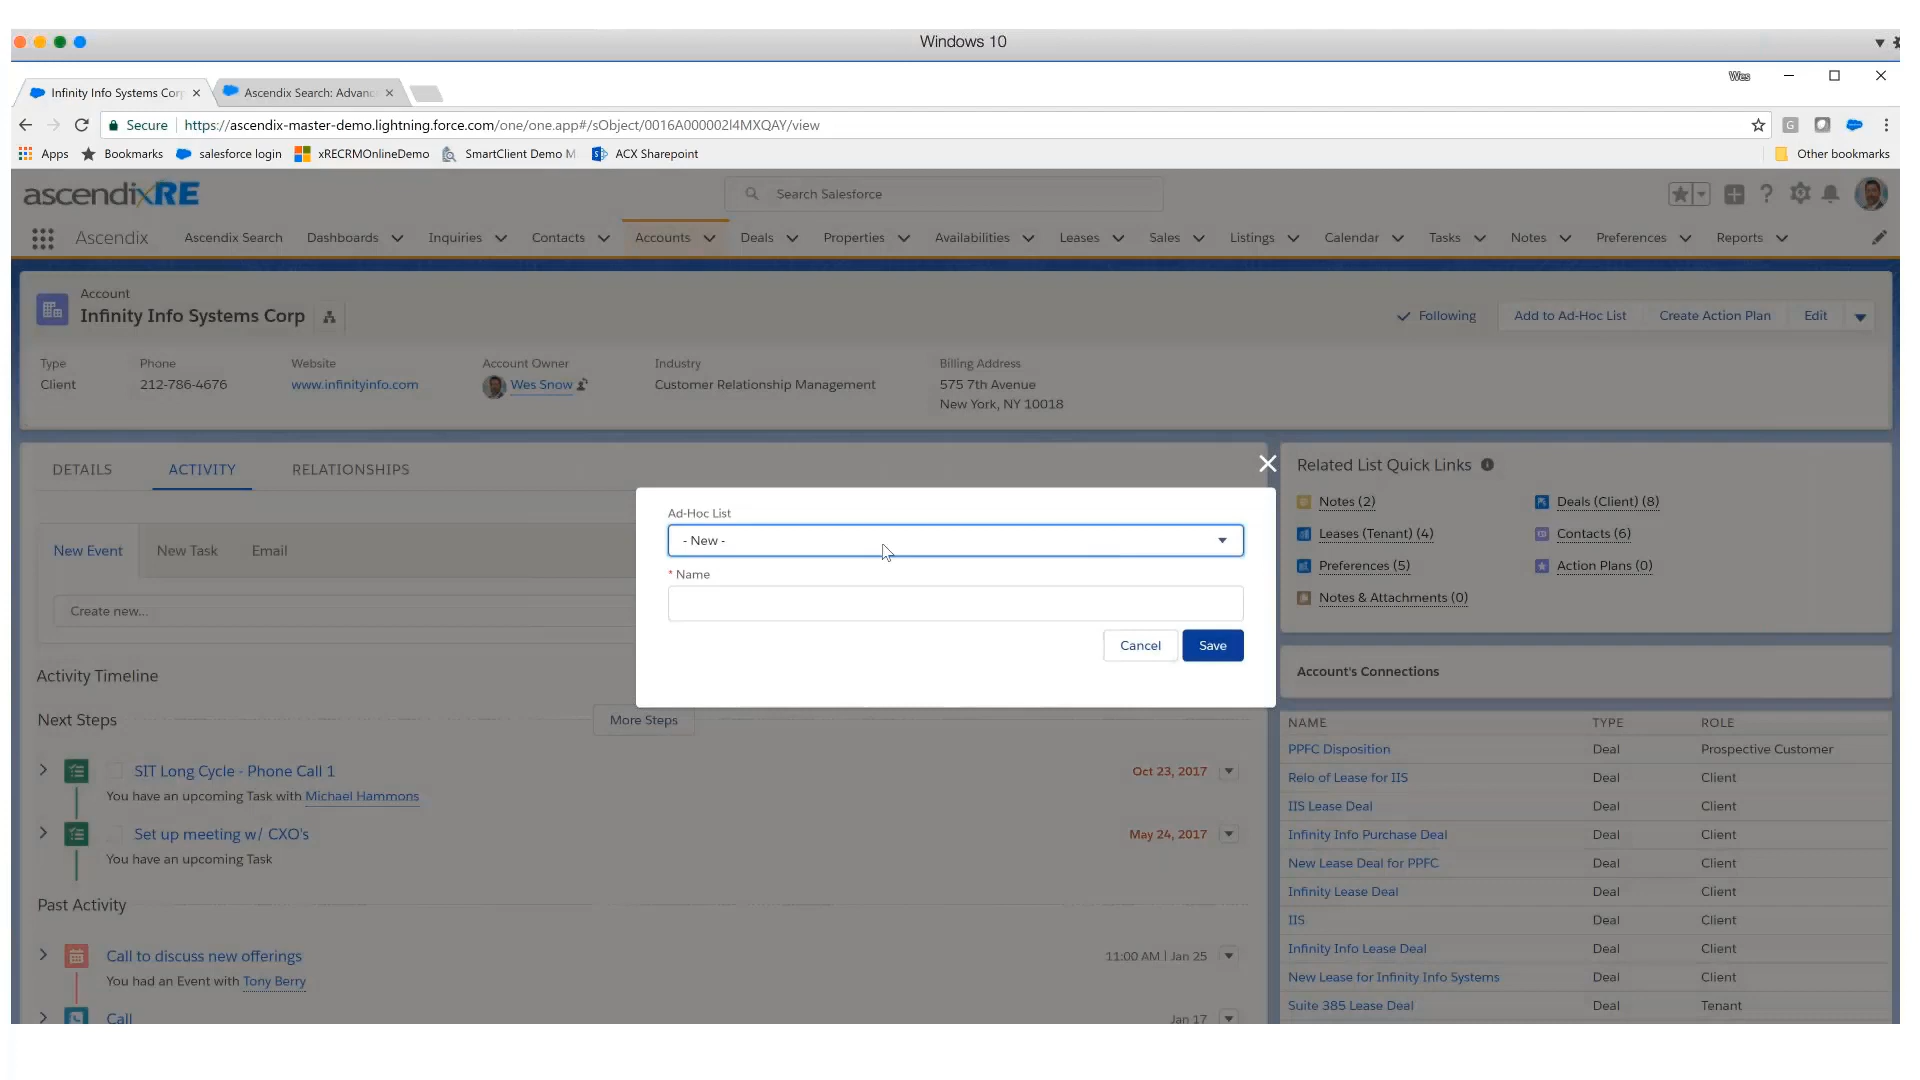 Windows 10
Wes
Infinity Info Systems Corp
Ascendix Search: Advanc
Secure https://ascendix-master-demo.lightning.force.com/one/one.app#/sObject/0016A000002l4MXQAY/view
Apps Bookmarks salesforce login xRECRMOnlineDemo SmartClient Demo M ACX Sharepoint Other bookmarks
ascendixRE
Search Salesforce
Ascendix Ascendix Search Dashboards Inquiries Contacts Accounts Deals Properties Availabilities Leases Sales Listings Calendar Tasks Notes Preferences Reports
Account
Infinity Info Systems Corp
Following Add to Ad-Hoc List Create Action Plan Edit
Type Phone Website Account Owner Industry Billing Address
Client 212-786-4676 www.infinityinfo.com Wes Snow Customer Relationship Management 575 7th Avenue
New York, NY 10018
DETAILS ACTIVITY RELATIONSHIPS
New Event New Task Email
Create new...
Activity Timeline
Next Steps
More Steps
SIT Long Cycle - Phone Call 1 Oct 23, 2017
You have an upcoming Task with Michael Hammons
Set up meeting w/ CXO's May 24, 2017
You have an upcoming Task
Past Activity
Call to discuss new offerings 11:00 AM | Jan 25
You had an Event with Tony Berry
Call Jan 17
Ad-Hoc List
- New -
* Name
Cancel Save
Related List Quick Links
Notes (2) Deals (Client) (8)
Leases (Tenant) (4) Contacts (6)
Preferences (5) Action Plans (0)
Notes & Attachments (0)
Account's Connections
NAME TYPE ROLE
PPFC Disposition Deal Prospective Customer
Relo of Lease for IIS Deal Client
IIS Lease Deal Deal Client
Infinity Info Purchase Deal Deal Client
New Lease Deal for PPFC Deal Client
Infinity Lease Deal Deal Client
IIS Deal Client
Infinity Info Lease Deal Deal Client
New Lease for Infinity Info Systems Deal Client
Suite 385 Lease Deal Deal Tenant